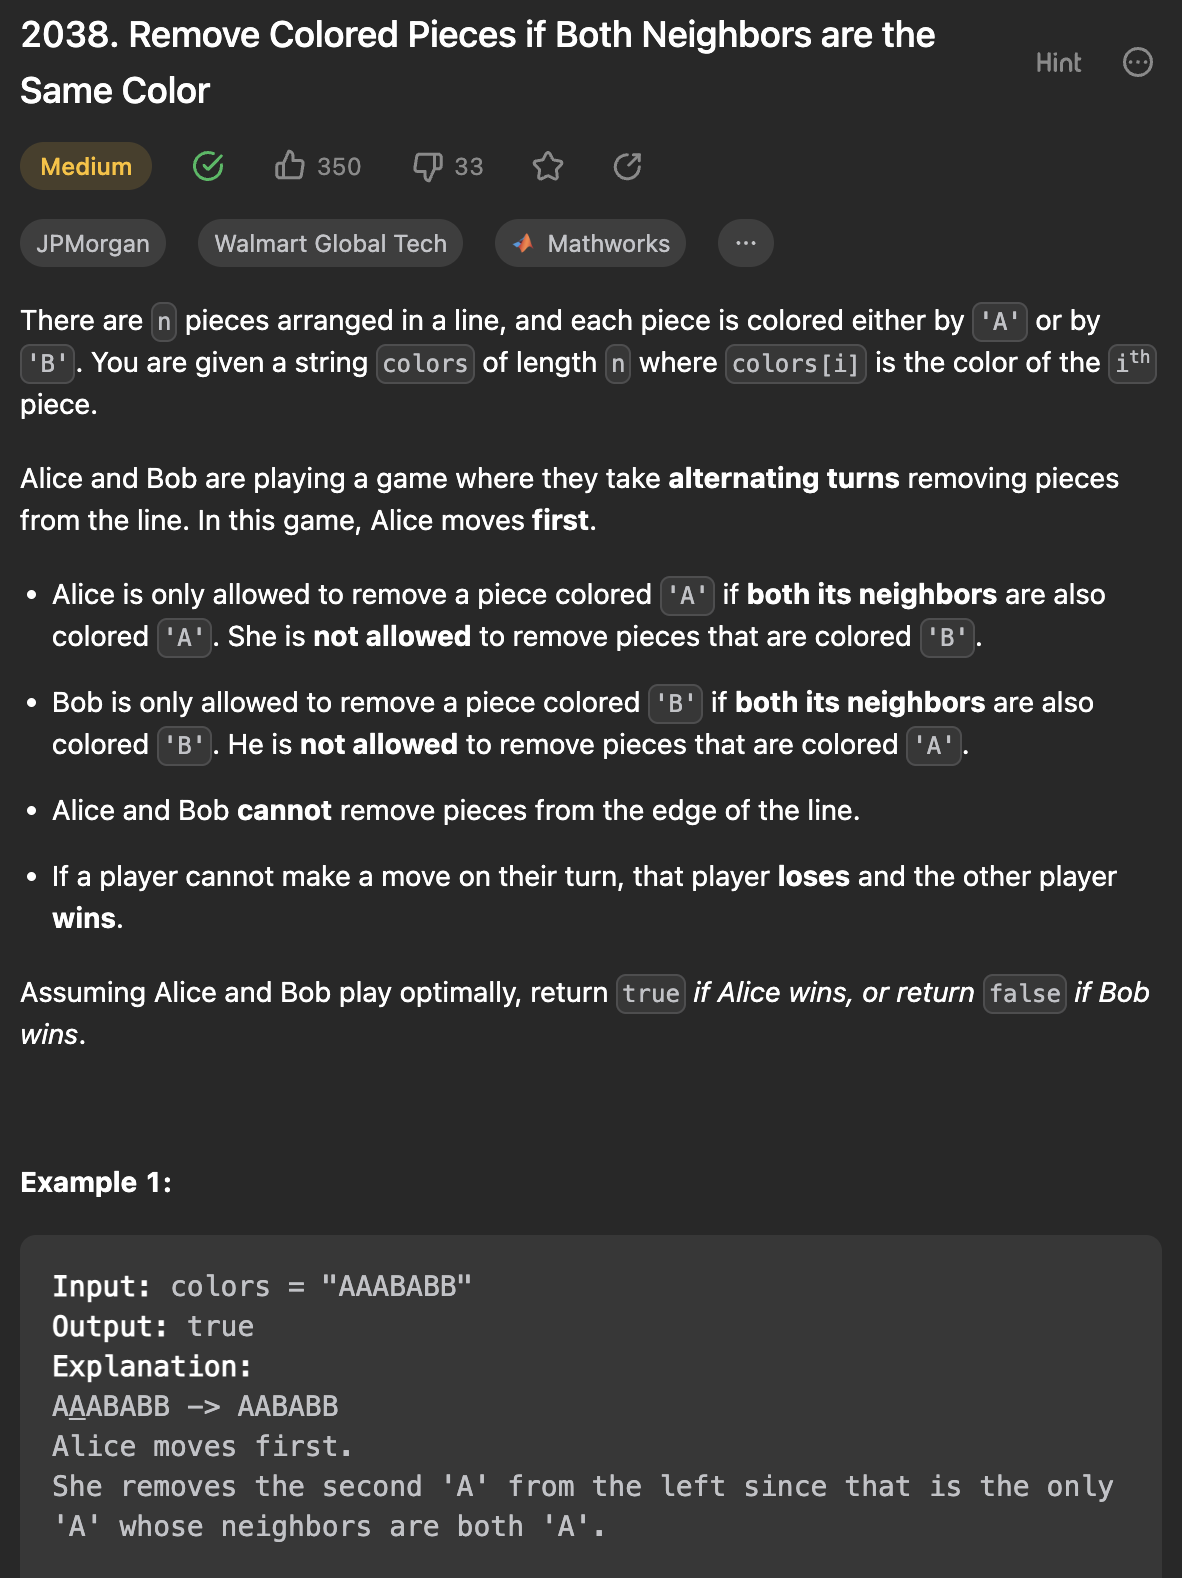 2038. Remove Colored Pieces if Both Neighbors are the
Same Color
Hint
Medium
350
33
JPMorgan
Walmart Global Tech
Mathworks
...
There are n pieces arranged in a line, and each piece is colored either by 'A' or by
'B'. You are given a string colors of length n where colors[i] is the color of the ith
piece.
Alice and Bob are playing a game where they take alternating turns removing pieces
from the line. In this game, Alice moves first.
• Alice is only allowed to remove a piece colored 'A' if both its neighbors are also
colored 'A'. She is not allowed to remove pieces that are colored 'B'.
• Bob is only allowed to remove a piece colored 'B' if both its neighbors are also
colored 'B'. He is not allowed to remove pieces that are colored 'A'.
• Alice and Bob cannot remove pieces from the edge of the line.
• If a player cannot make a move on their turn, that player loses and the other player
wins.
Assuming Alice and Bob play optimally, return true if Alice wins, or return false if Bob
wins.
Example 1:
Input: colors = "AAABABB"
Output: true
Explanation:
AAABABB -> AABABB
Alice moves first.
She removes the second 'A' from the left since that is the only
'A' whose neighbors are both 'A'.